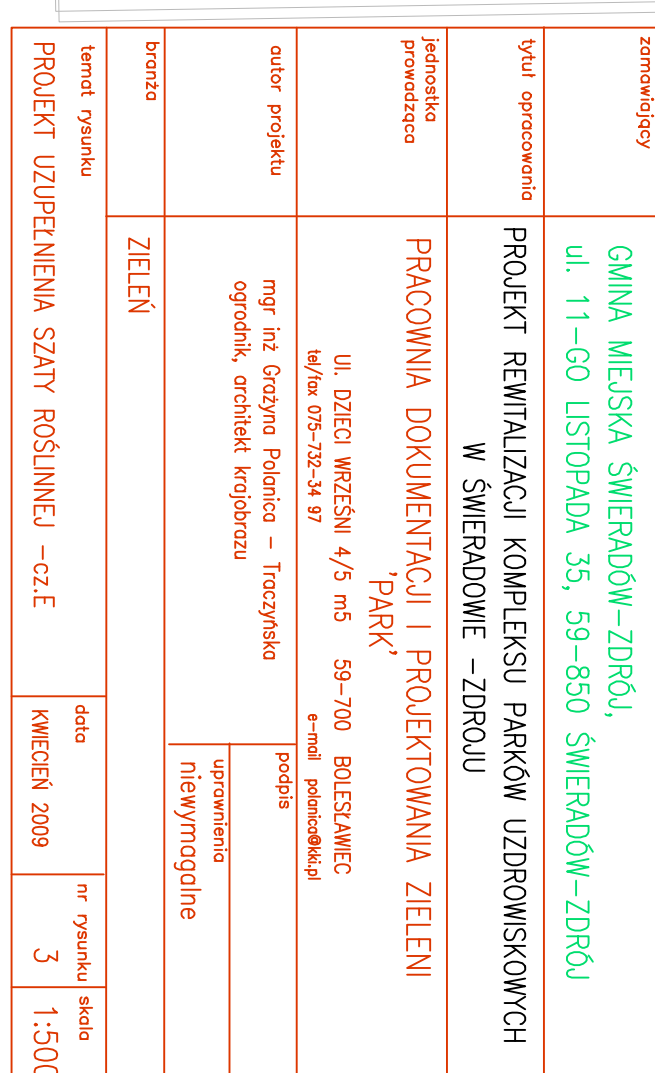 zamawiający
GMINA MIEJSKA ŚWIERADÓW-ZDRÓJ,
ul. 11-GO LISTOPADA 35, 59-850 ŚWIERADÓW-ZDRÓJ
tytuł opracowania
PROJEKT REWITALIZACJI KOMPLEKSU PARKÓW UZDROWISKOWYCH
W ŚWIERADOWIE -ZDROJU
jednostka
prowadząca
PRACOWNIA DOKUMENTACJI I PROJEKTOWANIA ZIELENI
'PARK'
Ul. DZIECI WRZEŚNI 4/5 m5 59-700 BOLESŁAWIEC
tel/fax 075-732-34 97 e-mail polanica@kki.pl
autor projektu
mgr inż Grażyna Polanica - Traczyńska
ogrodnik, architekt krajobrazu
podpis
uprawnienia
niewymagalne
branża
ZIELEŃ
temat rysunku
PROJEKT UZUPEŁNIENIA SZATY ROŚLINNEJ -cz.E
data
KWIECIEŃ 2009
nr rysunku
3
skala
1:500